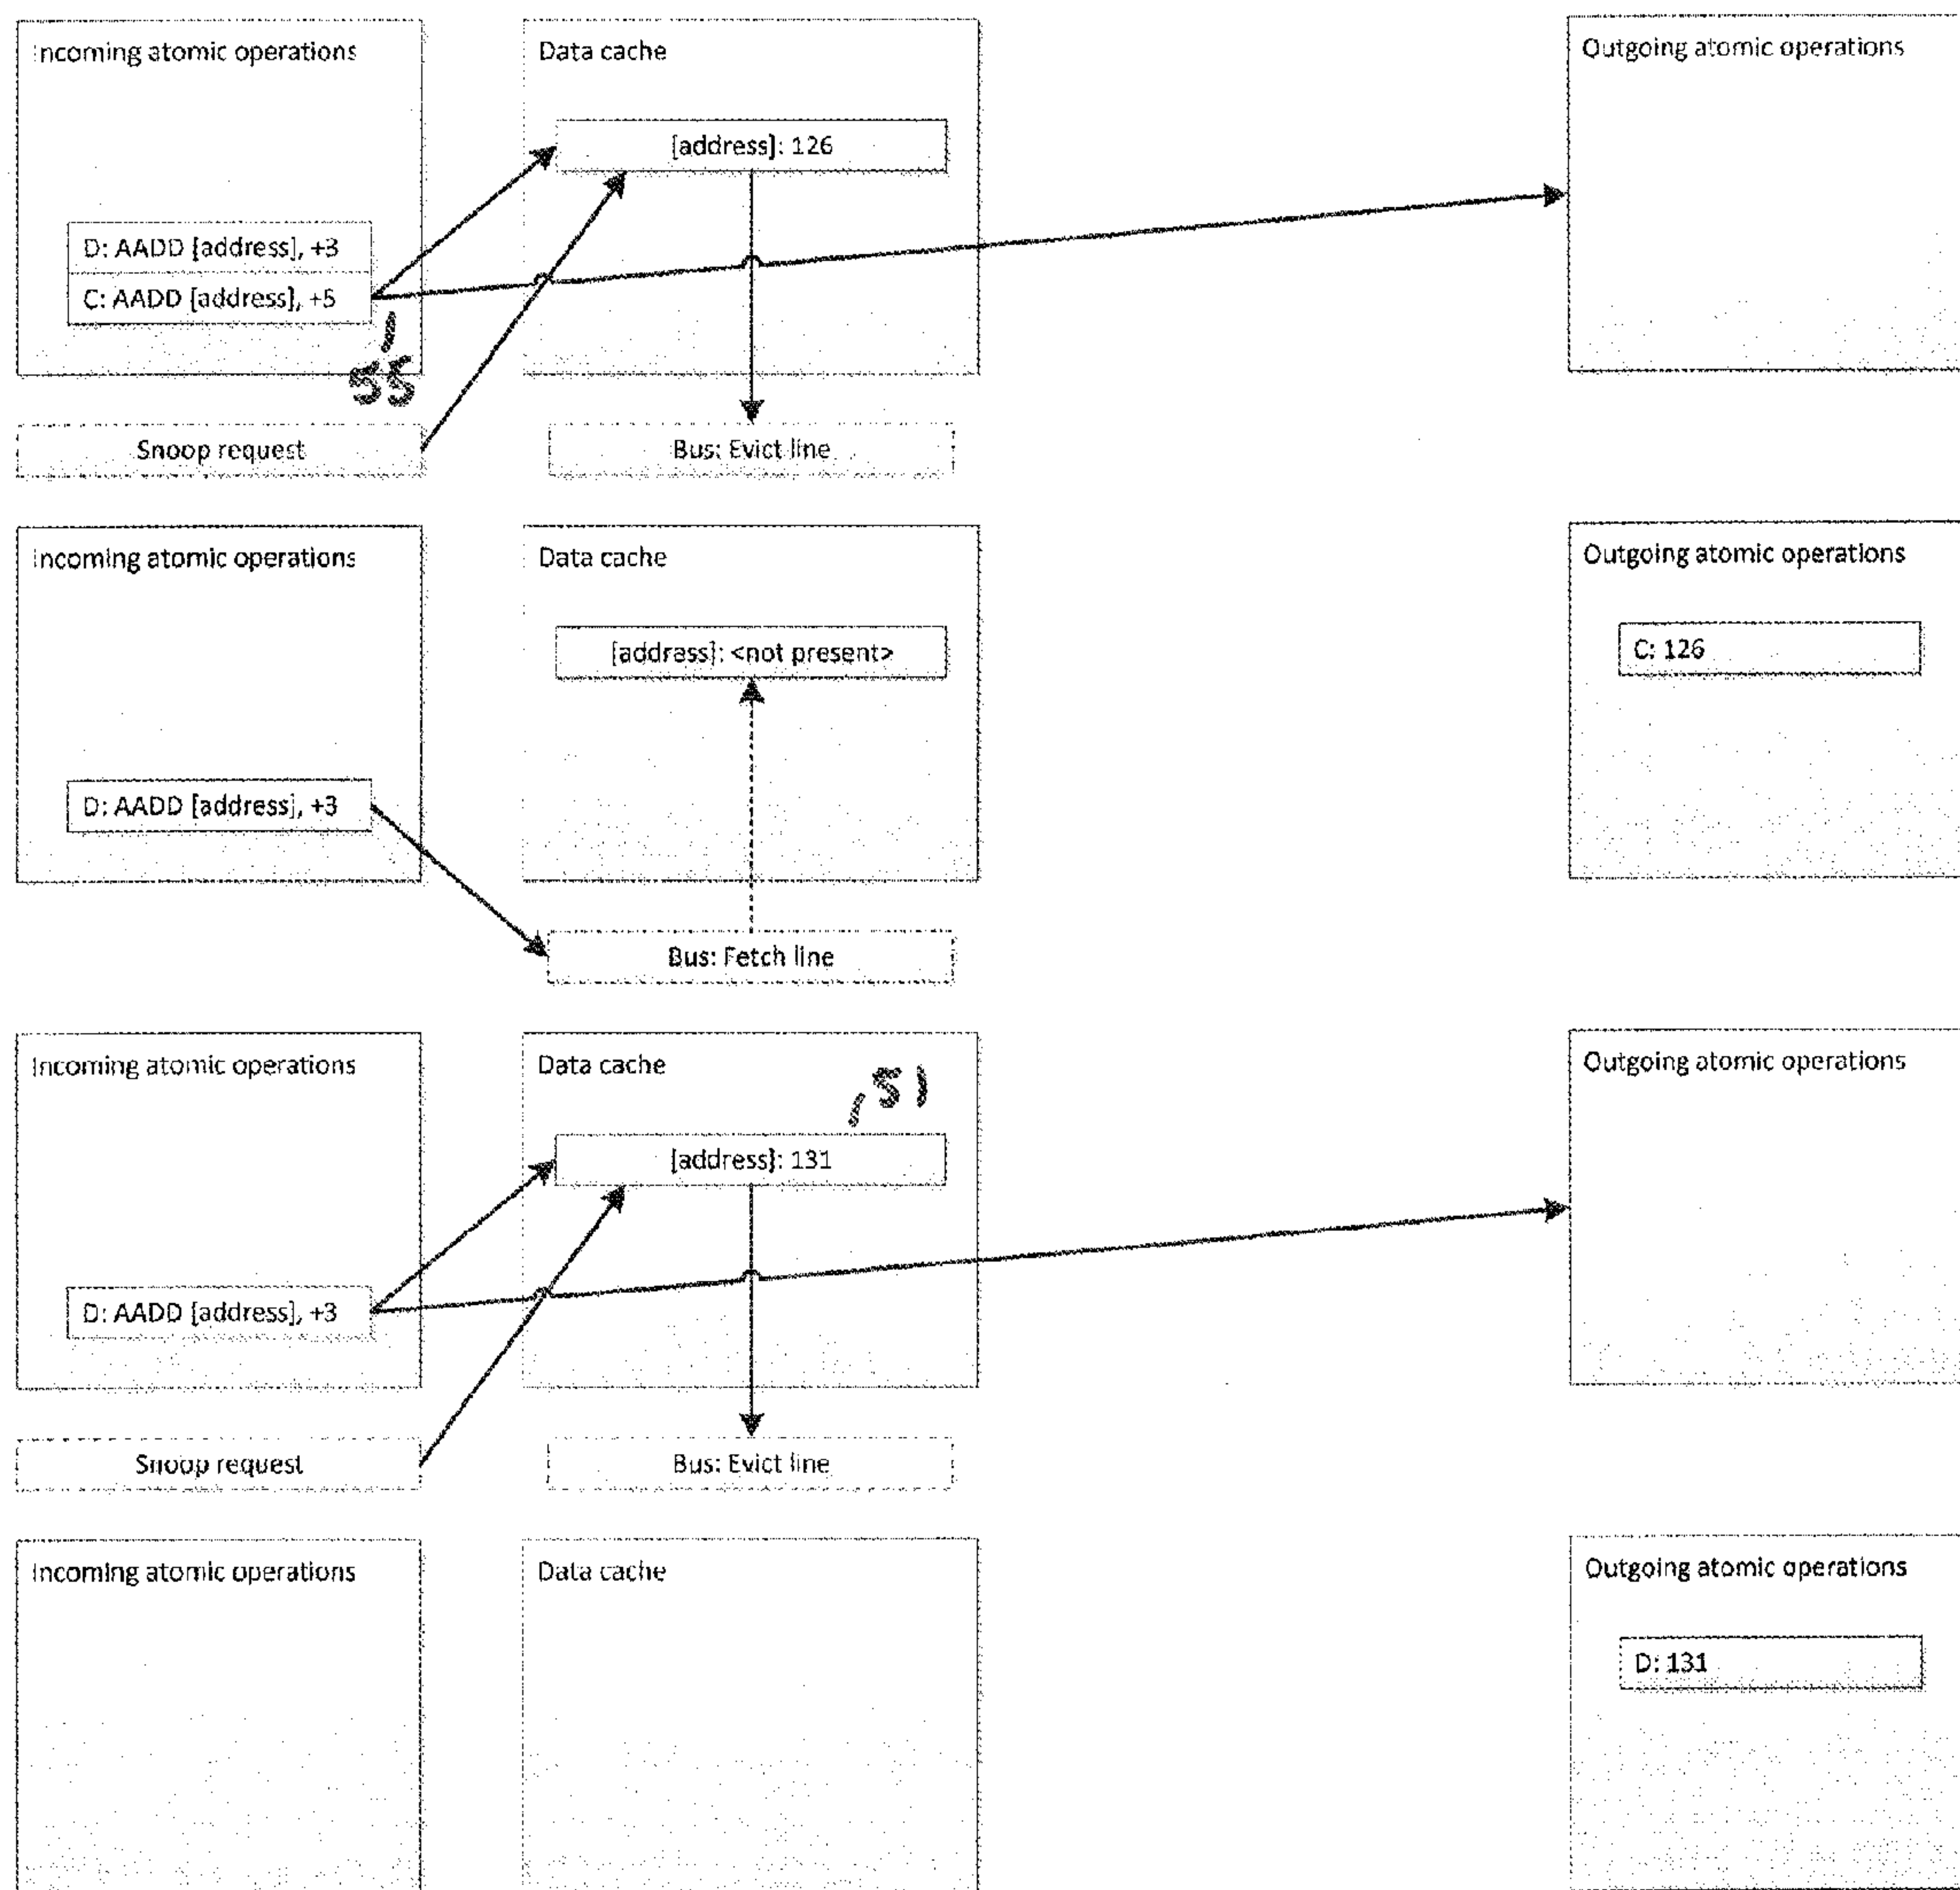 Incoming atomic operations
Data cache
Outgoing atomic operations
[address]: 126
D: AADD [address], +3
C: AADD [address], +5
55
Snoop request
Bus: Evict line
Incoming atomic operations
Data cache
Outgoing atomic operations
[address]: <not present>
C: 126
D: AADD [address], +3
Bus: Fetch line
Incoming atomic operations
Data cache
Outgoing atomic operations
51
[address]: 131
D: AADD [address], +3
Snoop request
Bus: Evict line
Incoming atomic operations
Data cache
Outgoing atomic operations
D: 131